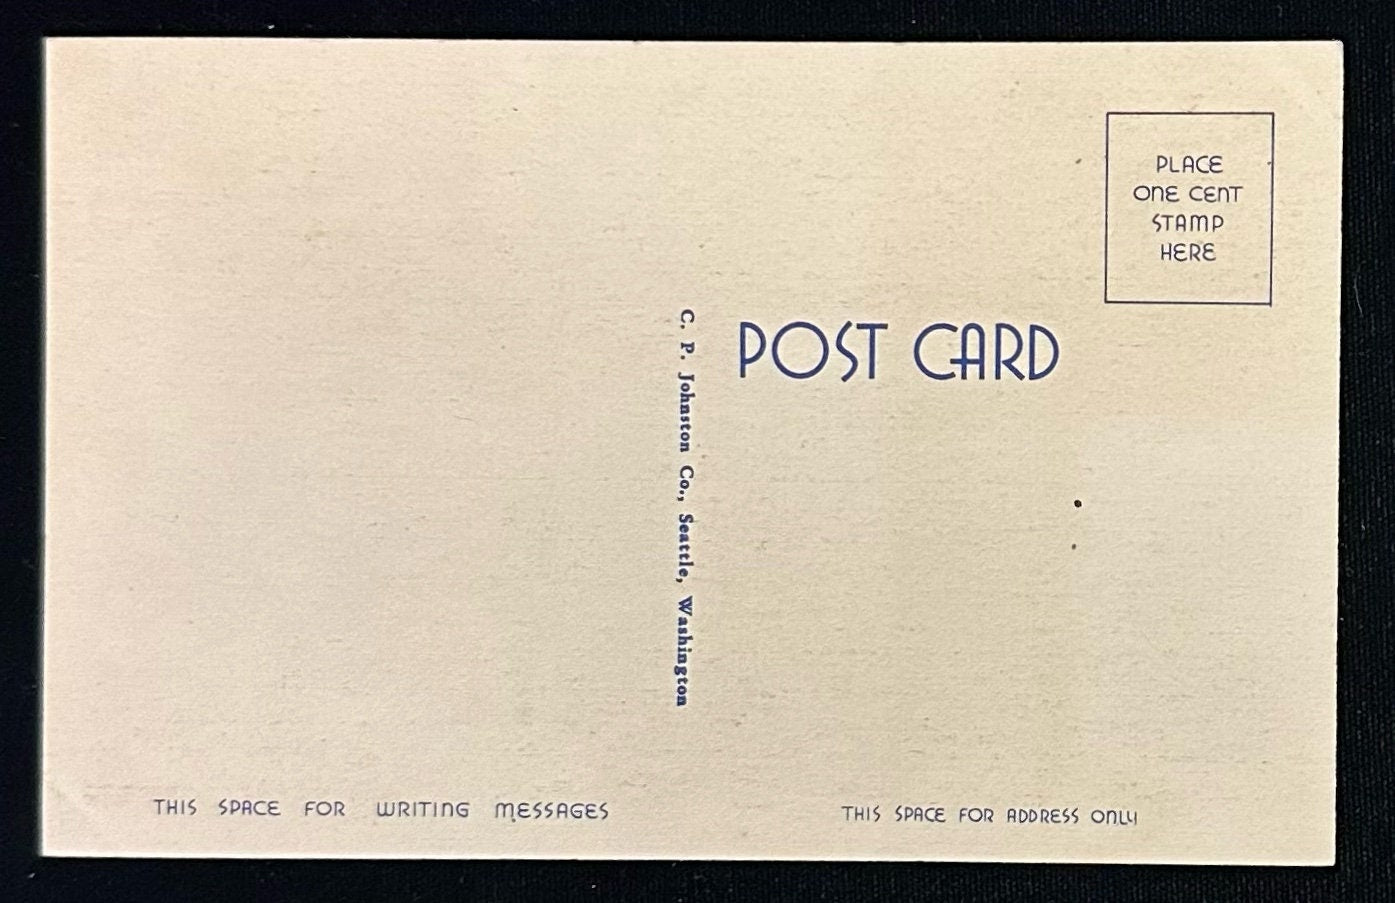 PLACE
ONE CENT
STAMP
HERE
POST CARD
C. P. Johnston Co., Seattle, Washington
THIS SPACE FOR WRITING MESSAGES
THIS SPACE FOR ADDRESS ONLY